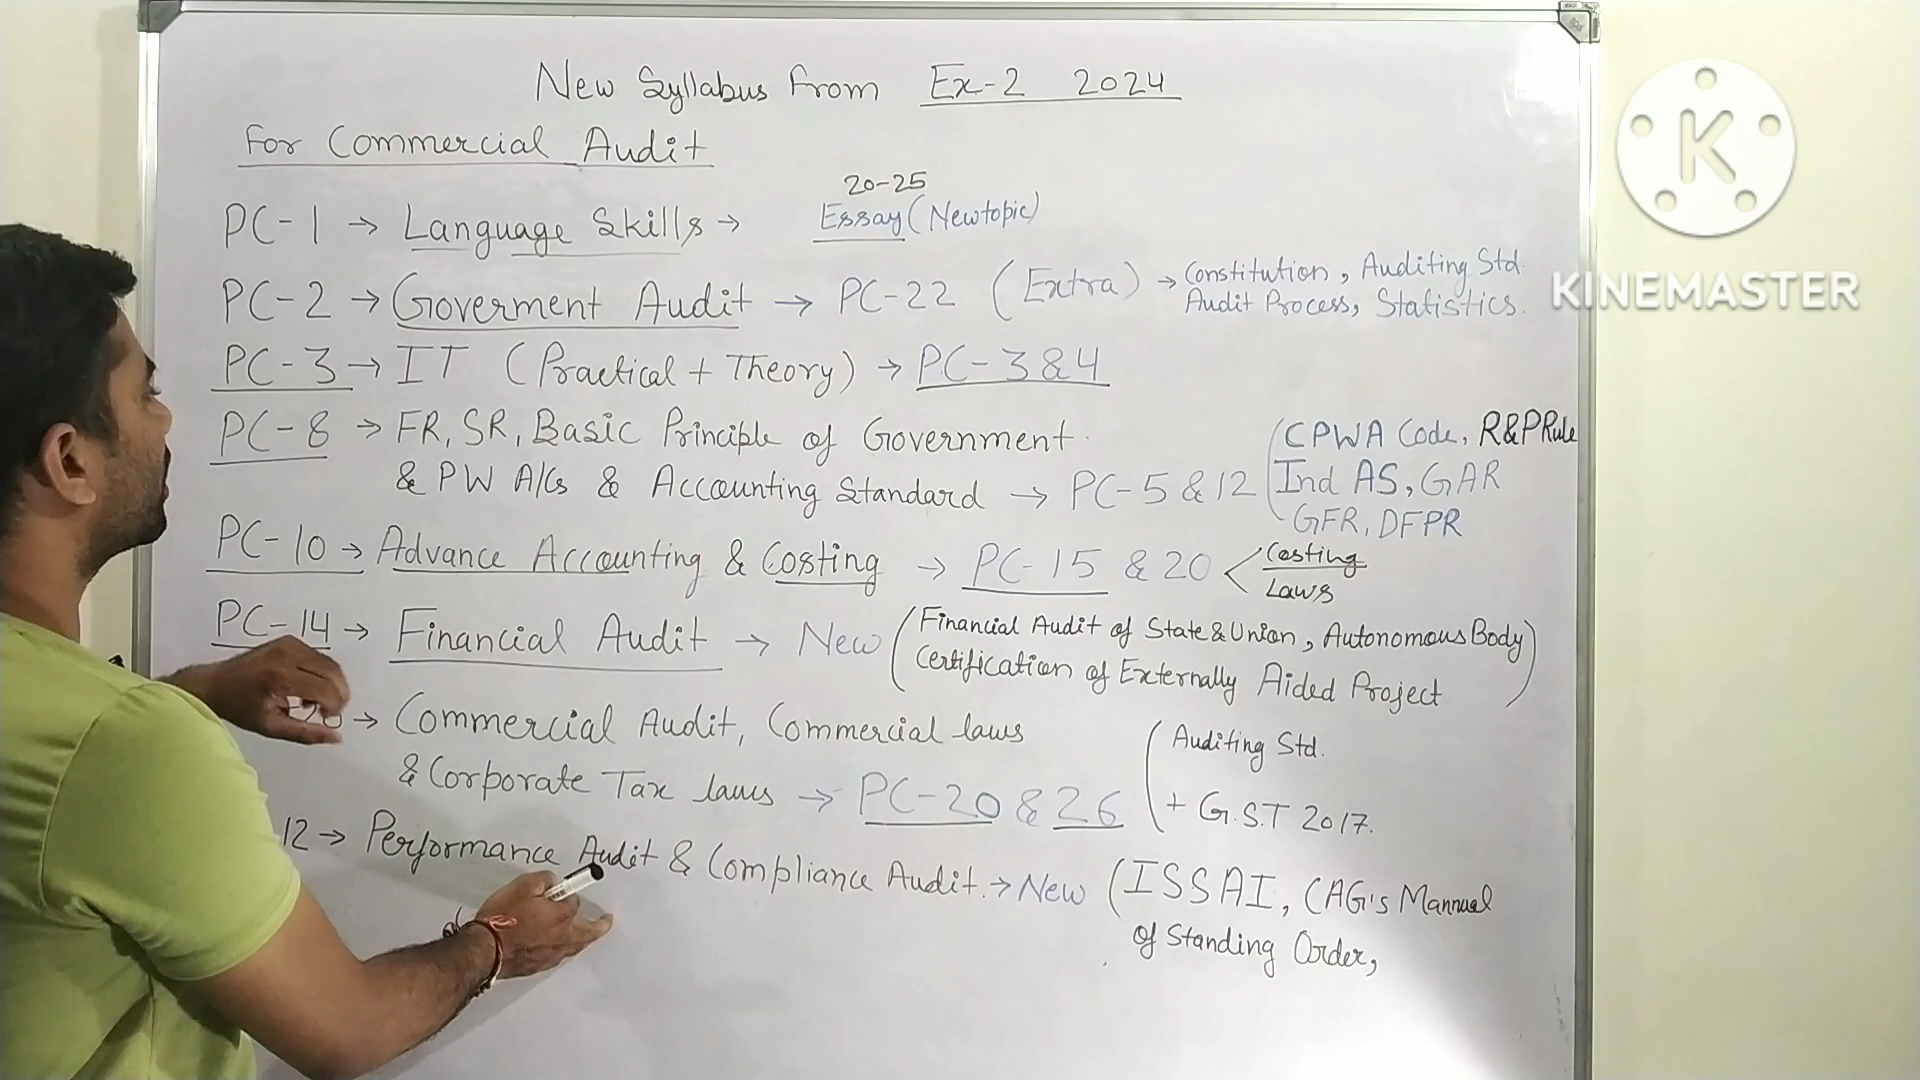 New Syllabus From Ex-2 2024
For Commercial Audit
PC-1 → Language Skills → 20-25 Essay (New topic)
PC-2 → Goverment Audit → PC-22 (Extra) → Constitution, Auditing Std. Audit Process, Statistics.
PC-3 → IT (Practical + Theory) → PC-3 & 4
PC-8 → FR, SR, Basic Principle of Government
& PW A/Cs & Accounting Standard → PC-5 & 12
CPWA Code, R&P Rule
Ind AS, GAR
GFR, DFPR
PC-10 → Advance Accounting & Costing → PC-15 & 20 < Costing
Laws
PC-14 → Financial Audit → New (Financial Audit of State & Union, Autonomous Body
Certification of Externally Aided Project)
→ Commercial Audit, Commercial laws
& Corporate Tax laws → PC-20 & 26
(Auditing Std.
+ G.S.T 2017.
12 → Performance Audit & Compliance Audit. → New (ISSAI, CAG's Mannual
of Standing Order,
KINEMASTER